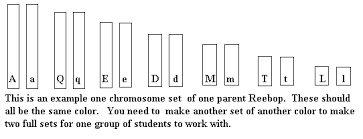 A a Q q E e D d M m T t L l
This is an example one chromosome set of one parent Reebop. These should
all be the same color. You need to make another set of another color to make
two full sets for one group of students to work with.